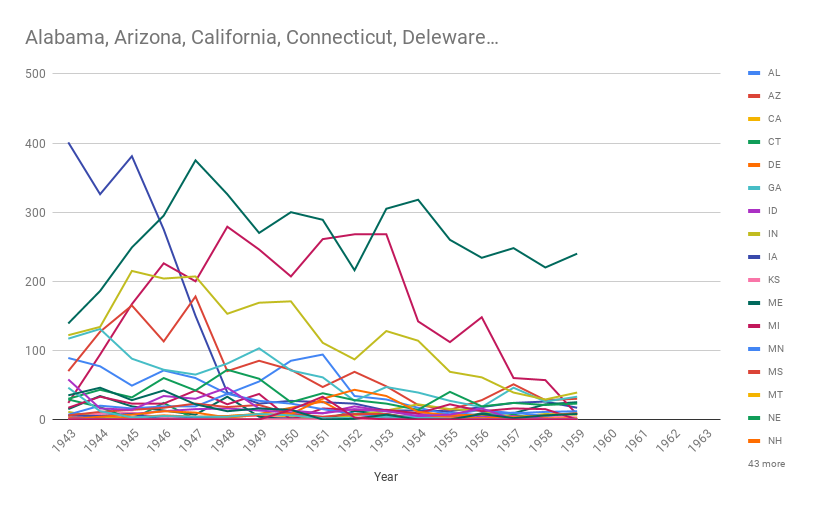 Alabama, Arizona, California, Connecticut, Deleware...
500
400
300
200
100
0
1943
1944
1945
1946
1947
1948
1949
1950
1951
1952
1953
1954
1955
1956
1957
1958
1959
1960
1961
1962
1963
Year
AL
AZ
CA
CT
DE
GA
ID
IN
IA
KS
ME
MI
MN
MS
MT
NE
NH
43 more